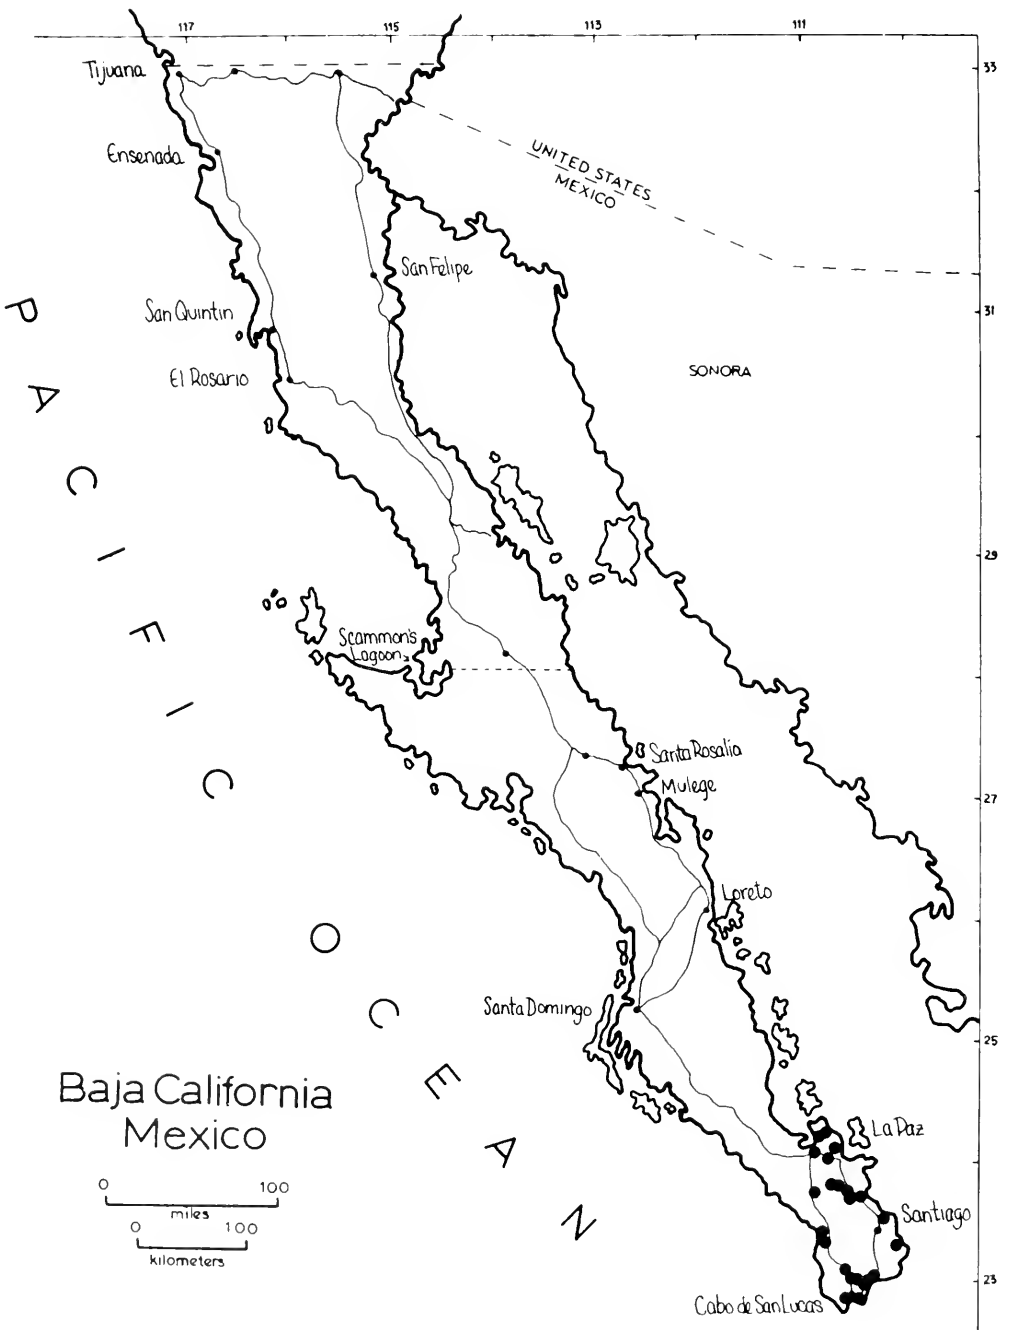 117 115 113 111
33
Tijuana
Ensenada
UNITED STATES
MEXICO
San Felipe
San Quintin
31
El Rosario
SONORA
PACIFIC OCEAN
29
Scammon's
Lagoon
Santa Rosalia
Mulege
27
Loreto
Santa Domingo
25
Baja California
Mexico
La Paz
0 100
miles
0 100
kilometers
Santiago
23
Cabo de San Lucas